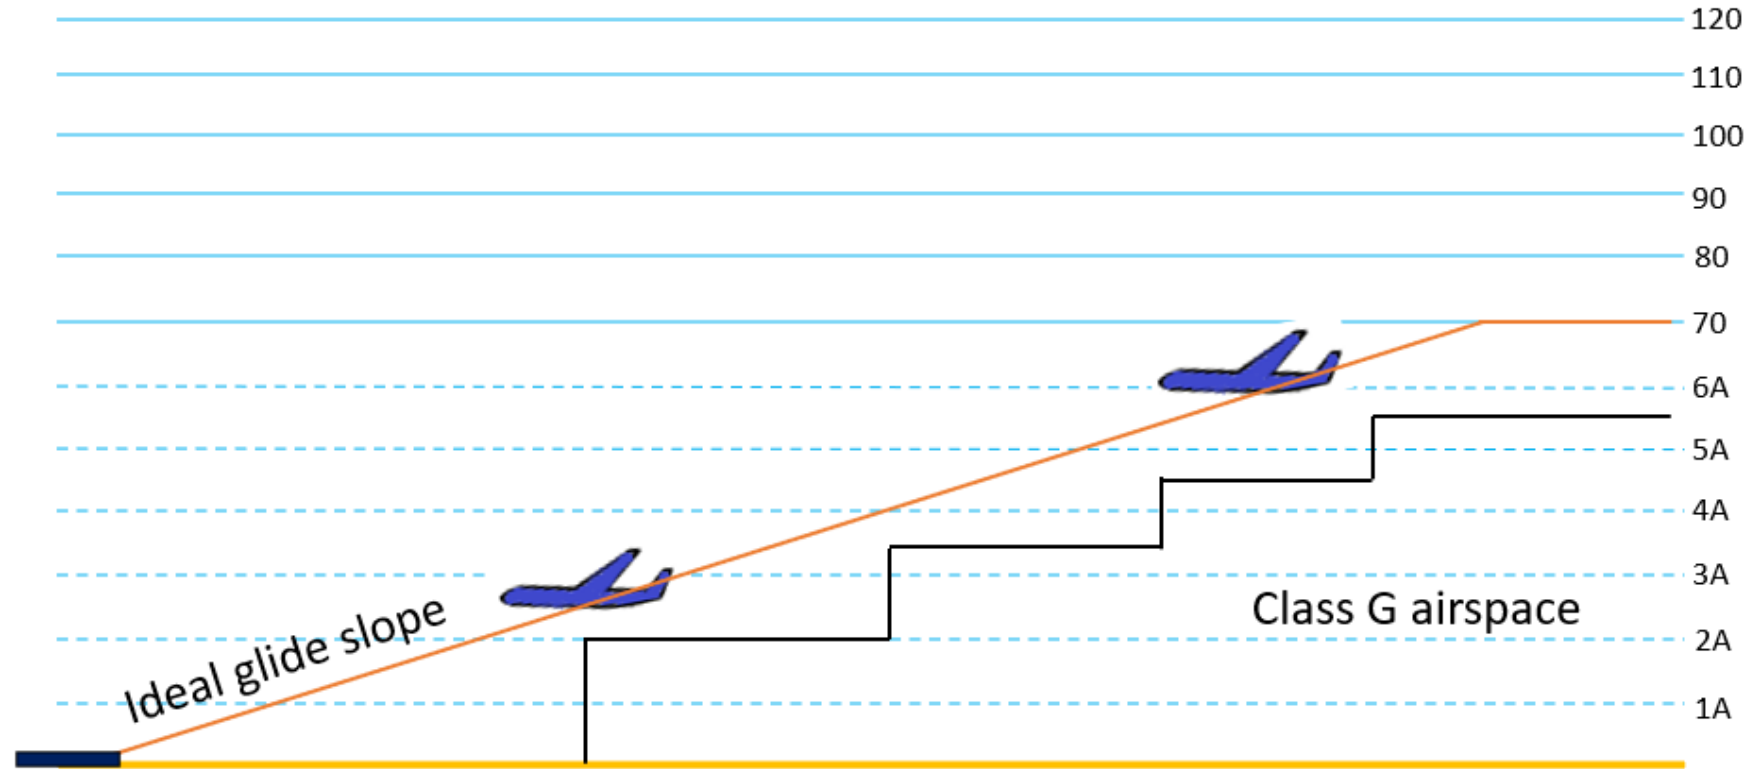 120
110
100
90
80
70
6A
5A
4A
3A
Class G airspace
Ideal glide slope
2A
1A